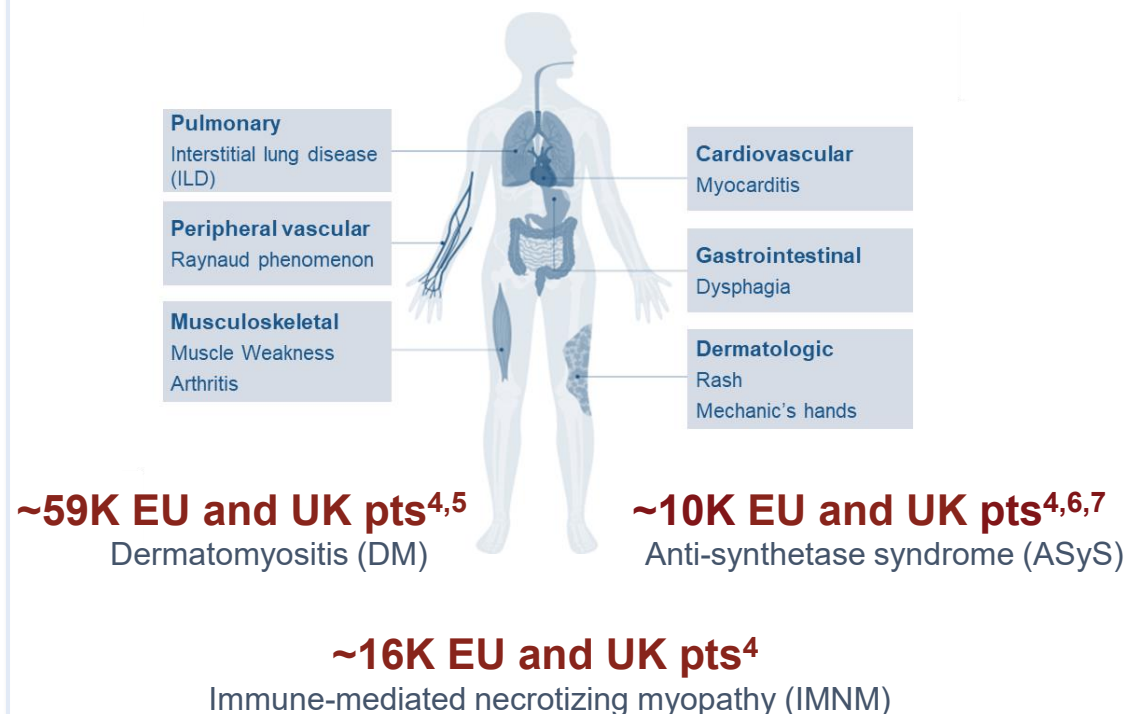 Pulmonary
Interstitial lung disease
(ILD)
Peripheral vascular
Raynaud phenomenon
Musculoskeletal
Muscle Weakness
Arthritis
Cardiovascular
Myocarditis
Gastrointestinal
Dysphagia
Dermatologic
Rash
Mechanic’s hands
~59K EU and UK pts4,5
Dermatomyositis (DM)
~10K EU and UK pts4,6,7
Anti-synthetase syndrome (ASyS)
~16K EU and UK pts4
Immune-mediated necrotizing myopathy (IMNM)